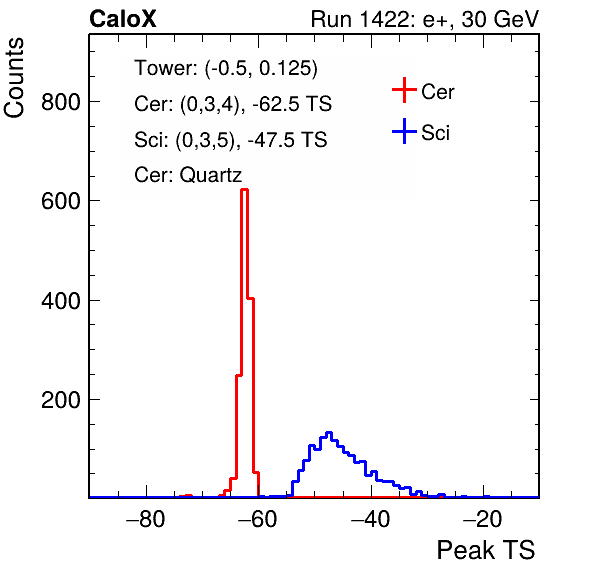 CaloX Run 1422: e+, 30 GeV
Counts
Tower: (-0.5, 0.125)
Cer: (0,3,4), -62.5 TS
Sci: (0,3,5), -47.5 TS
Cer: Quartz
Cer
Sci
800
600
400
200
−80 −60 −40 −20
Peak TS